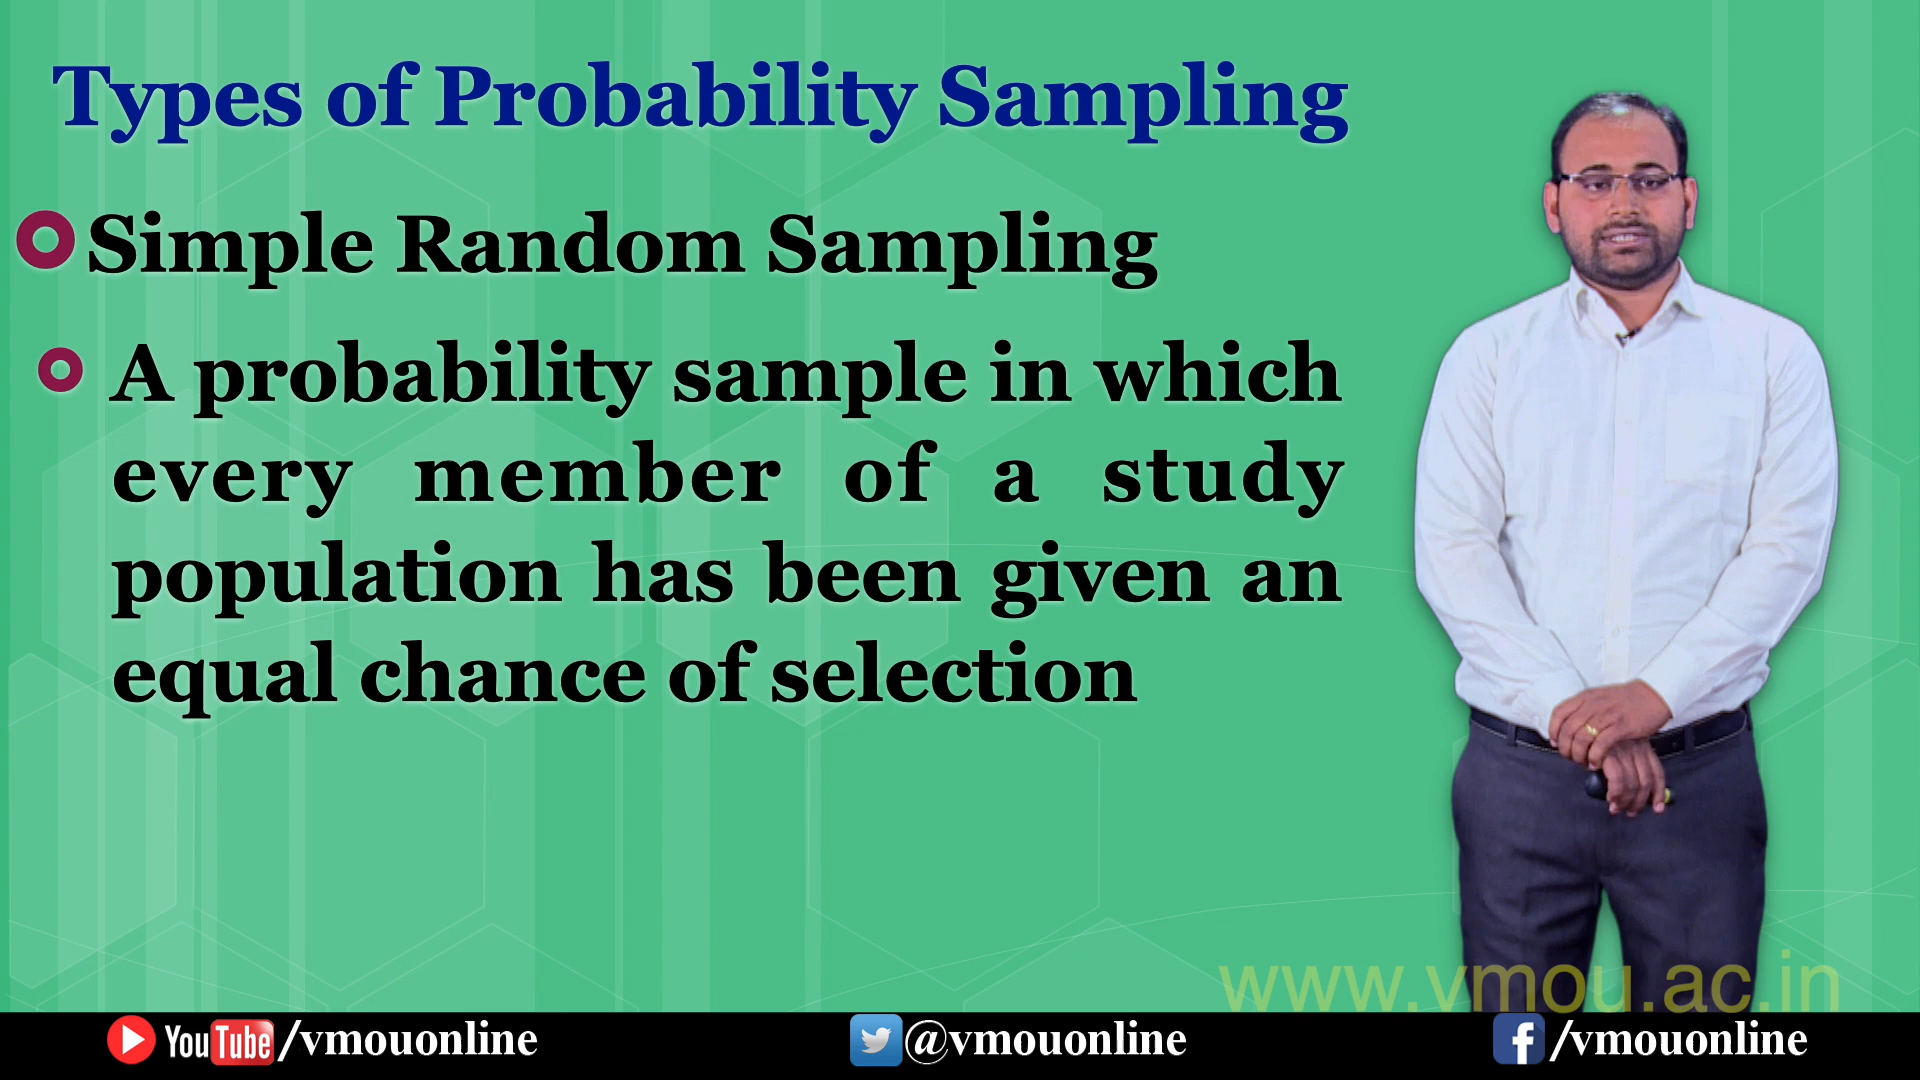 Types of Probability Sampling
Simple Random Sampling
A probability sample in which
every member of a study
population has been given an
equal chance of selection
www.vmou.ac.in
YouTube /vmouonline
@vmouonline
f /vmouonline